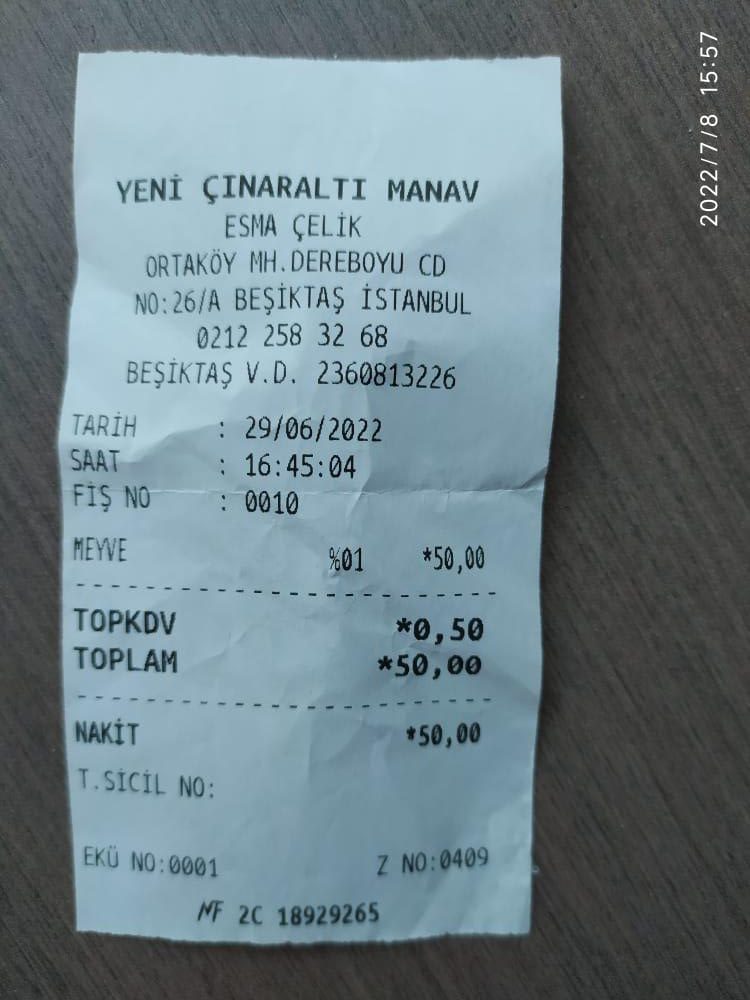 YENİ ÇINARALTI MANAV
ESMA ÇELİK
ORTAKÖY MH.DEREBOYU CD
NO:26/A BEŞİKTAŞ İSTANBUL
0212 258 32 68
BEŞİKTAŞ V.D. 2360813226
TARİH : 29/06/2022
SAAT : 16:45:04
FİŞ NO : 0010
MEYVE %01 *50,00
TOPKDV *0,50
TOPLAM *50,00
NAKİT *50,00
T.SİCİL NO:
EKÜ NO:0001 Z NO:0409
MF 2C 18929265
2022/7/8 15:57